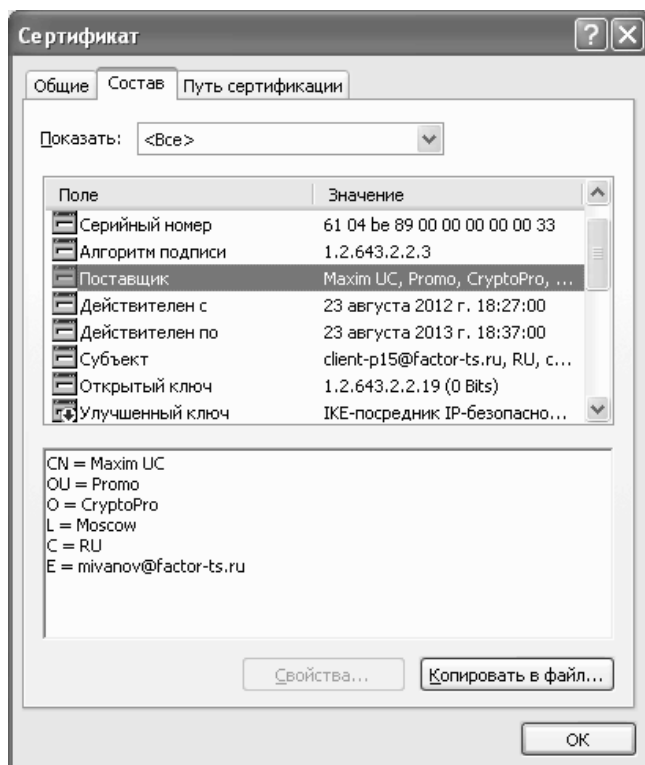 Сертификат
Общие Состав Путь сертификации
Показать: <Все>
Поле Значение
Серийный номер 61 04 be 89 00 00 00 00 00 33
Алгоритм подписи 1.2.643.2.2.3
Поставщик Maxim UC, Promo, CryptoPro, ...
Действителен с 23 августа 2012 г. 18:27:00
Действителен по 23 августа 2013 г. 18:37:00
Субъект client-p15@factor-ts.ru, RU, c...
Открытый ключ 1.2.643.2.2.19 (0 Bits)
Улучшенный ключ IKE-посредник IP-безопасно...
CN = Maxim UC
OU = Promo
O = CryptoPro
L = Moscow
C = RU
E = mivanov@factor-ts.ru
Свойства... Копировать в файл...
ОК